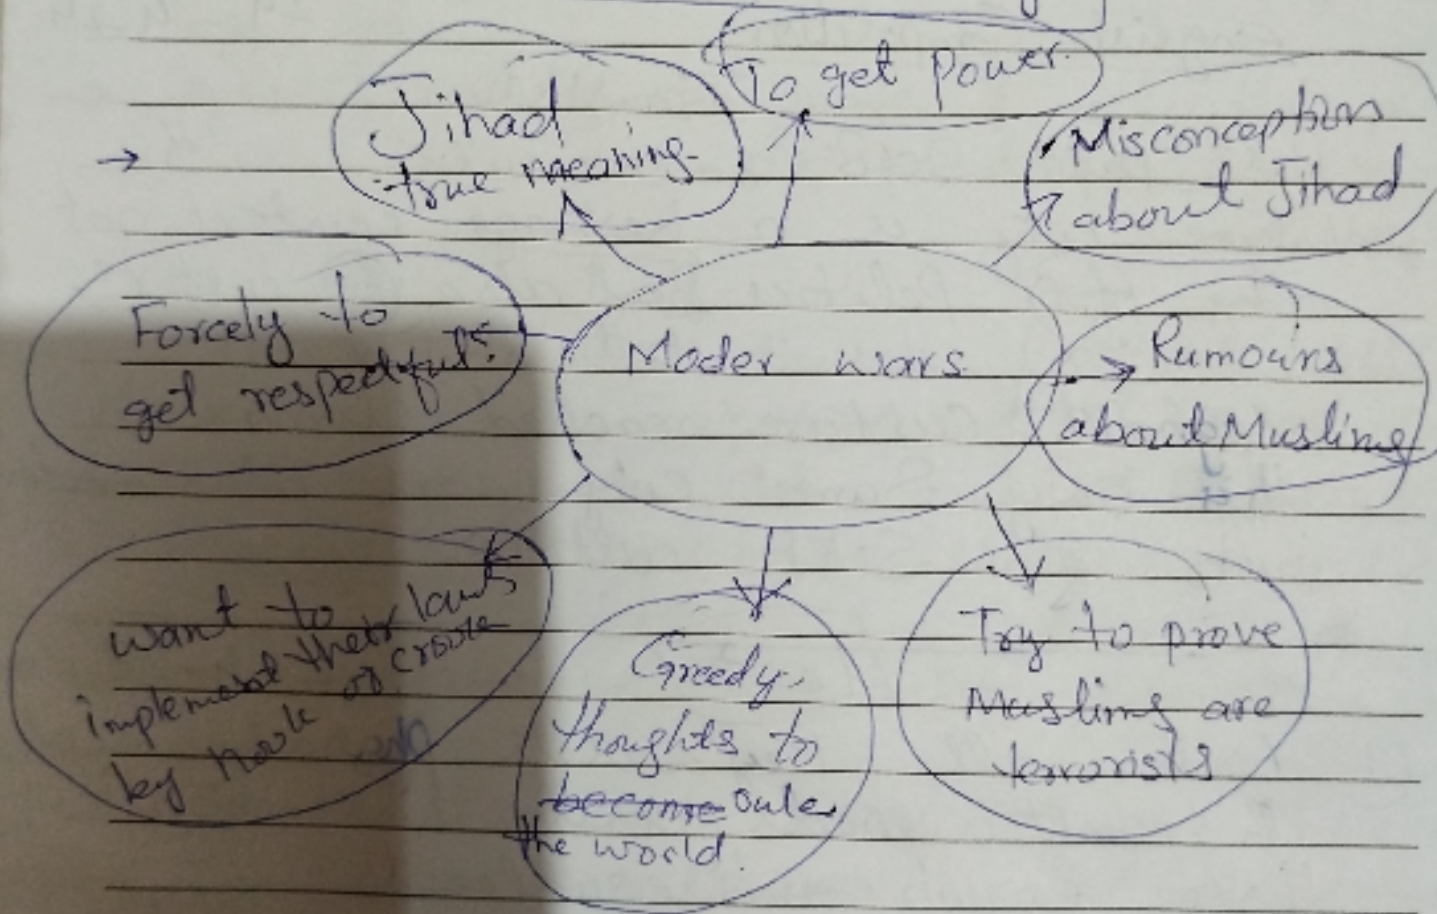 To get power.
Jihad
true meaning.
Misconception
about Jihad
Forcely to
get respectful.
Moder wars
Rumours
about Muslims
want to
implement their laws
by hook or crook
Greedy
thoughts to
become rule
the world.
Try to prove
Muslims are
terrorists